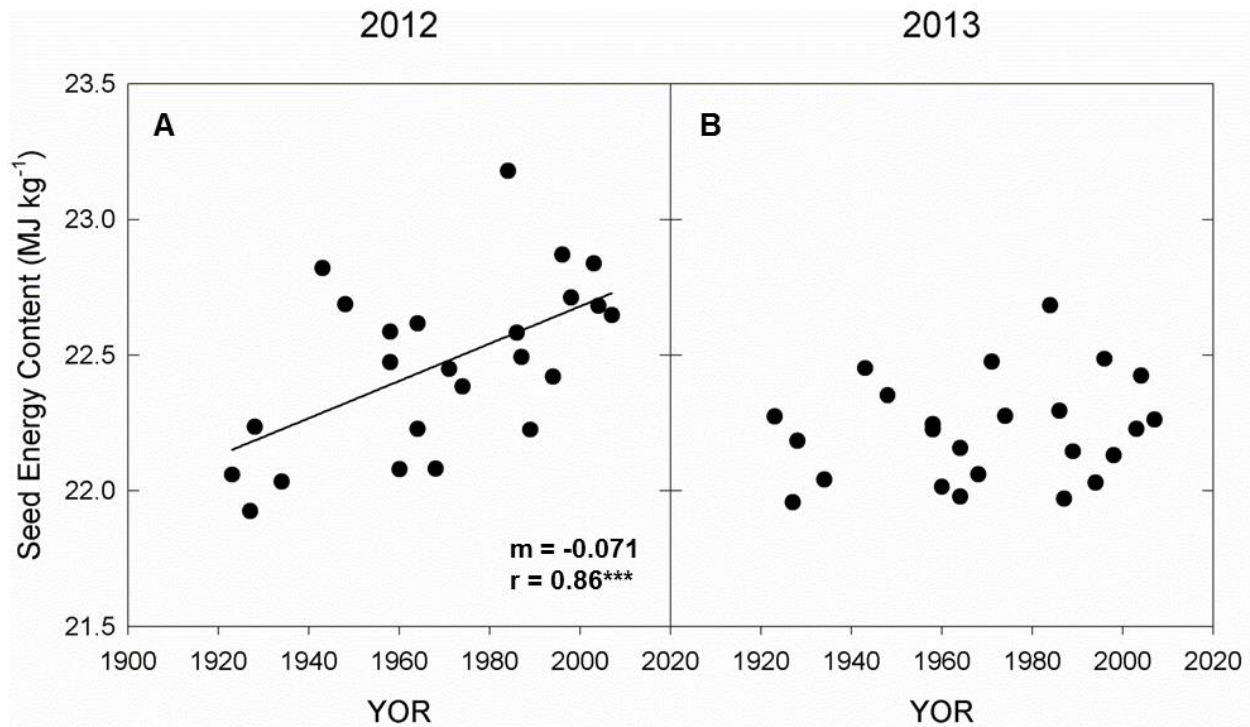 2012 2013
23.5
A B
23.0
22.5
22.0
21.5
Seed Energy Content (MJ kg⁻¹)
m = -0.071
r = 0.86***
1900 1920 1940 1960 1980 2000 2020 1920 1940 1960 1980 2000 2020
YOR YOR